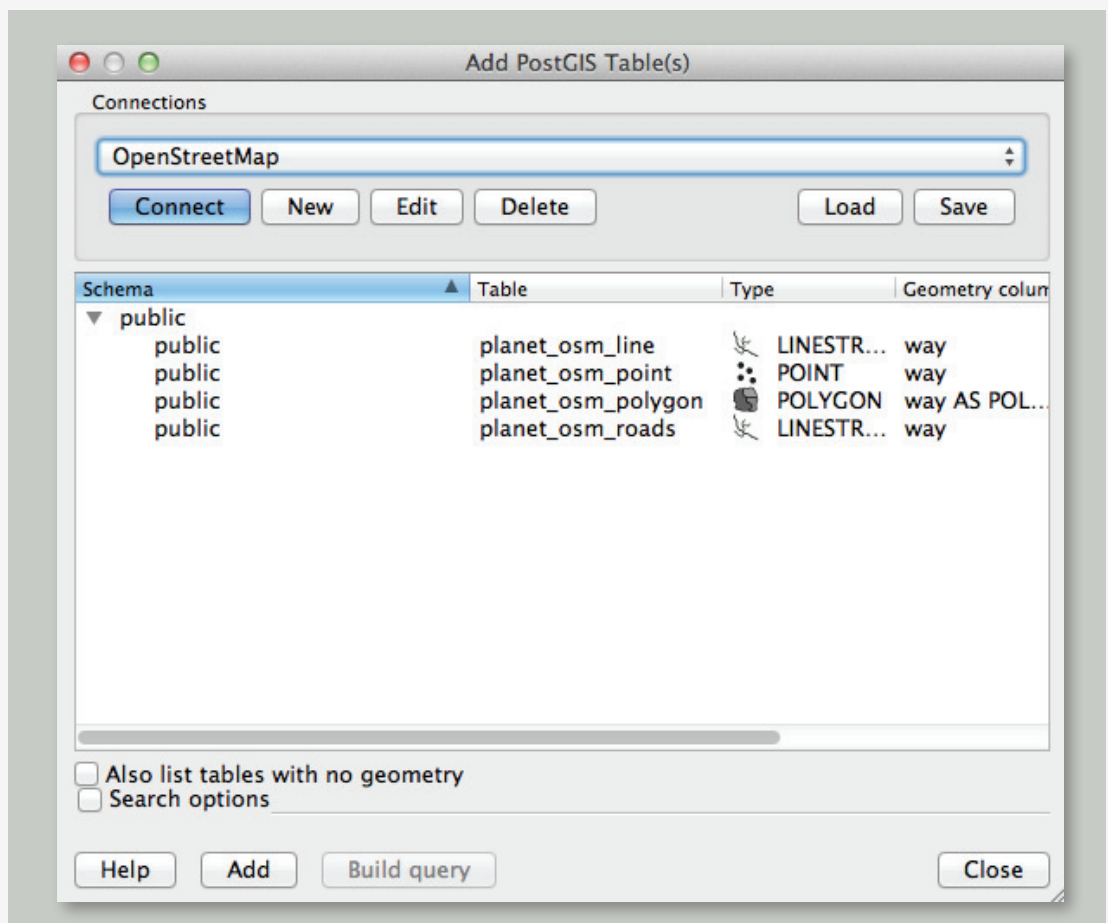 Add PostGIS Table(s)
Connections
OpenStreetMap
Connect New Edit Delete Load Save
Schema Table Type Geometry colum
public
public planet_osm_line LINESTR... way
public planet_osm_point POINT way
public planet_osm_polygon POLYGON way AS POL...
public planet_osm_roads LINESTR... way
Also list tables with no geometry
Search options
Help Add Build query Close